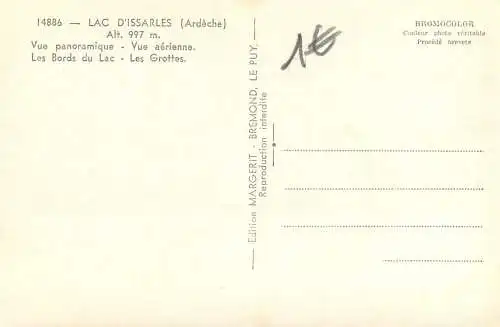 14886 — LAC D'ISSARLES (Ardèche)
Alt. 997 m.
Vue panoramique - Vue aérienne.
Les Bords du Lac - Les Grottes.
Edition MARGERIT - BREMOND, LE PUY.
Reproduction interdite
1€
BROMOCOLOR
Couleur photo véritable
Procédé breveté